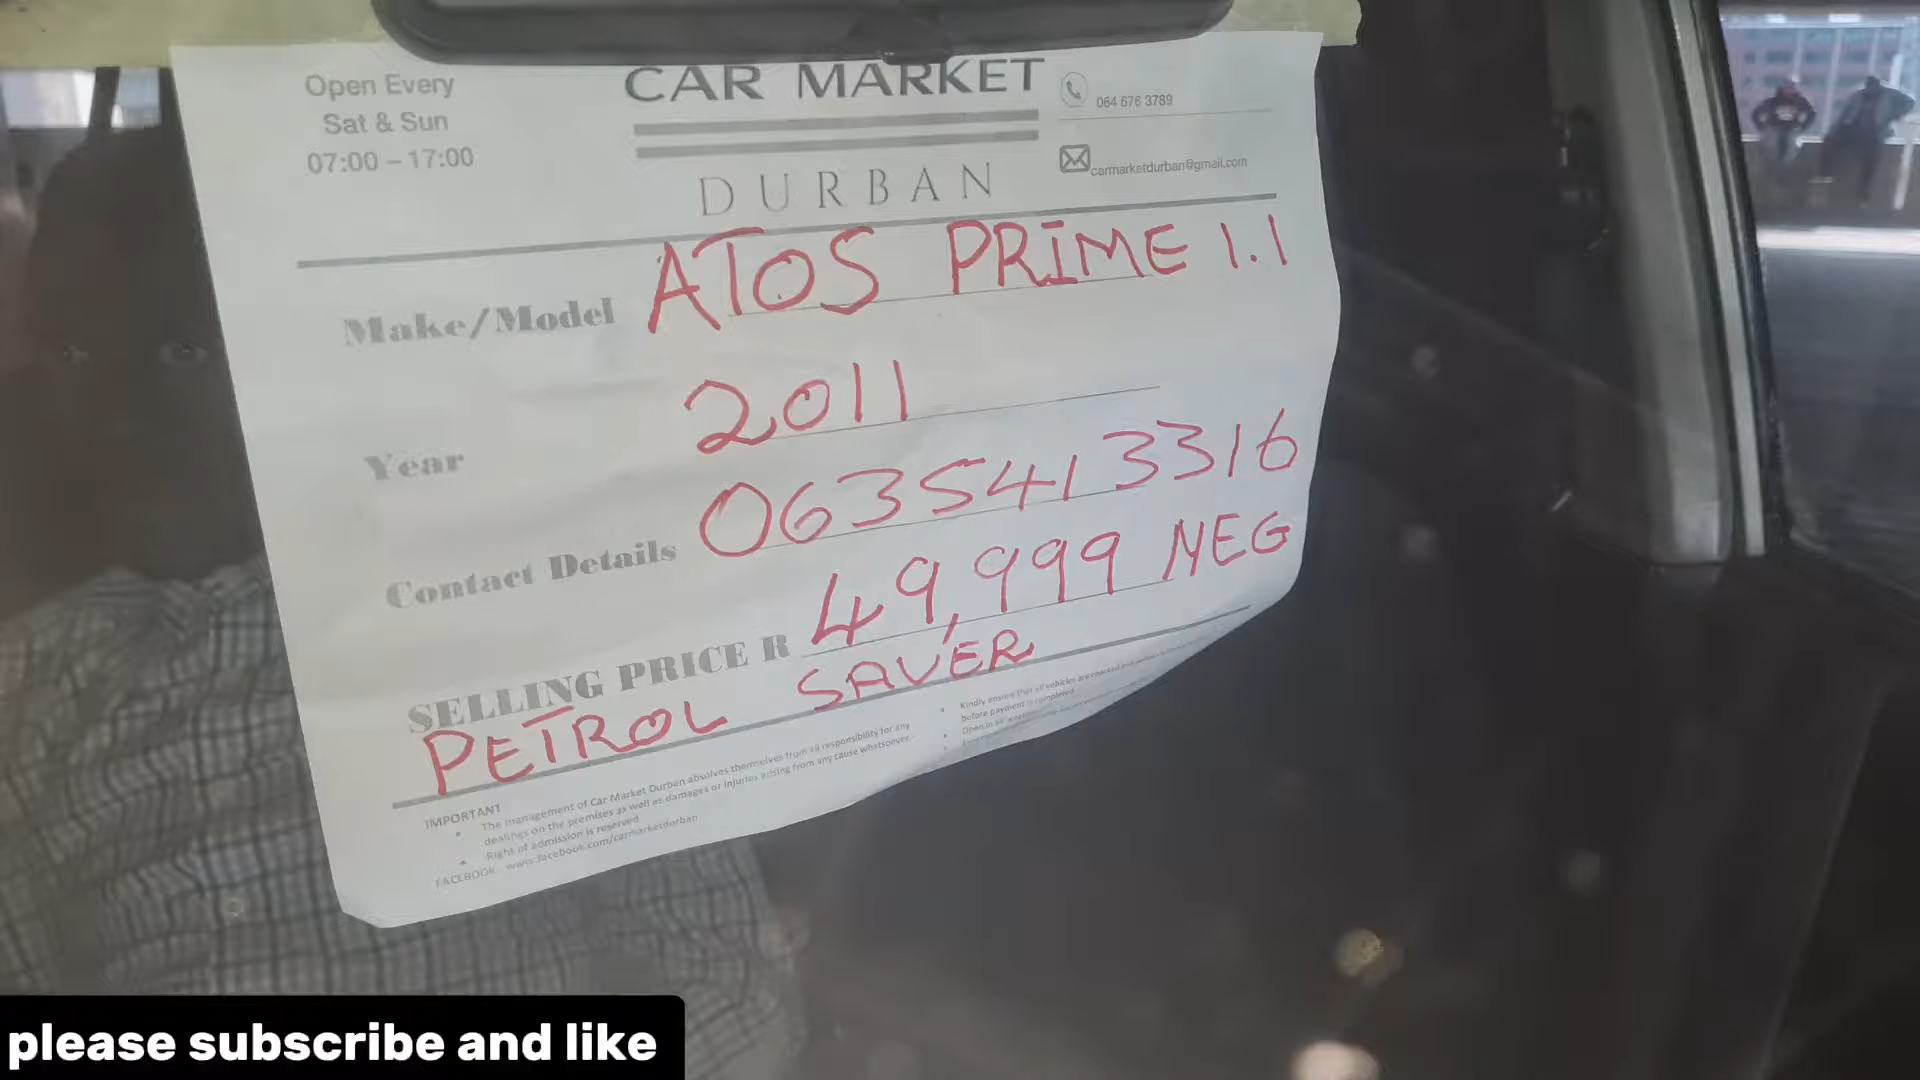 Open Every
Sat & Sun
07:00 – 17:00
CAR MARKET
DURBAN
064 676 3789
carmarketdurban@gmail.com
Make/Model ATOS PRIME 1.1
Year 2011
Contact Details 0635413316
SELLING PRICE R 49,999 NEG
PETROL SAVER
IMPORTANT
The management of Car Market Durban absolves themselves from all responsibility for any
dealings on the premises as well as damages or injuries arising from any cause whatsoever
Right of admission is reserved
FACEBOOK: www.facebook.com/carmarketdurban
Kindly ensure that all vehicles are checked
before payment is completed
please subscribe and like